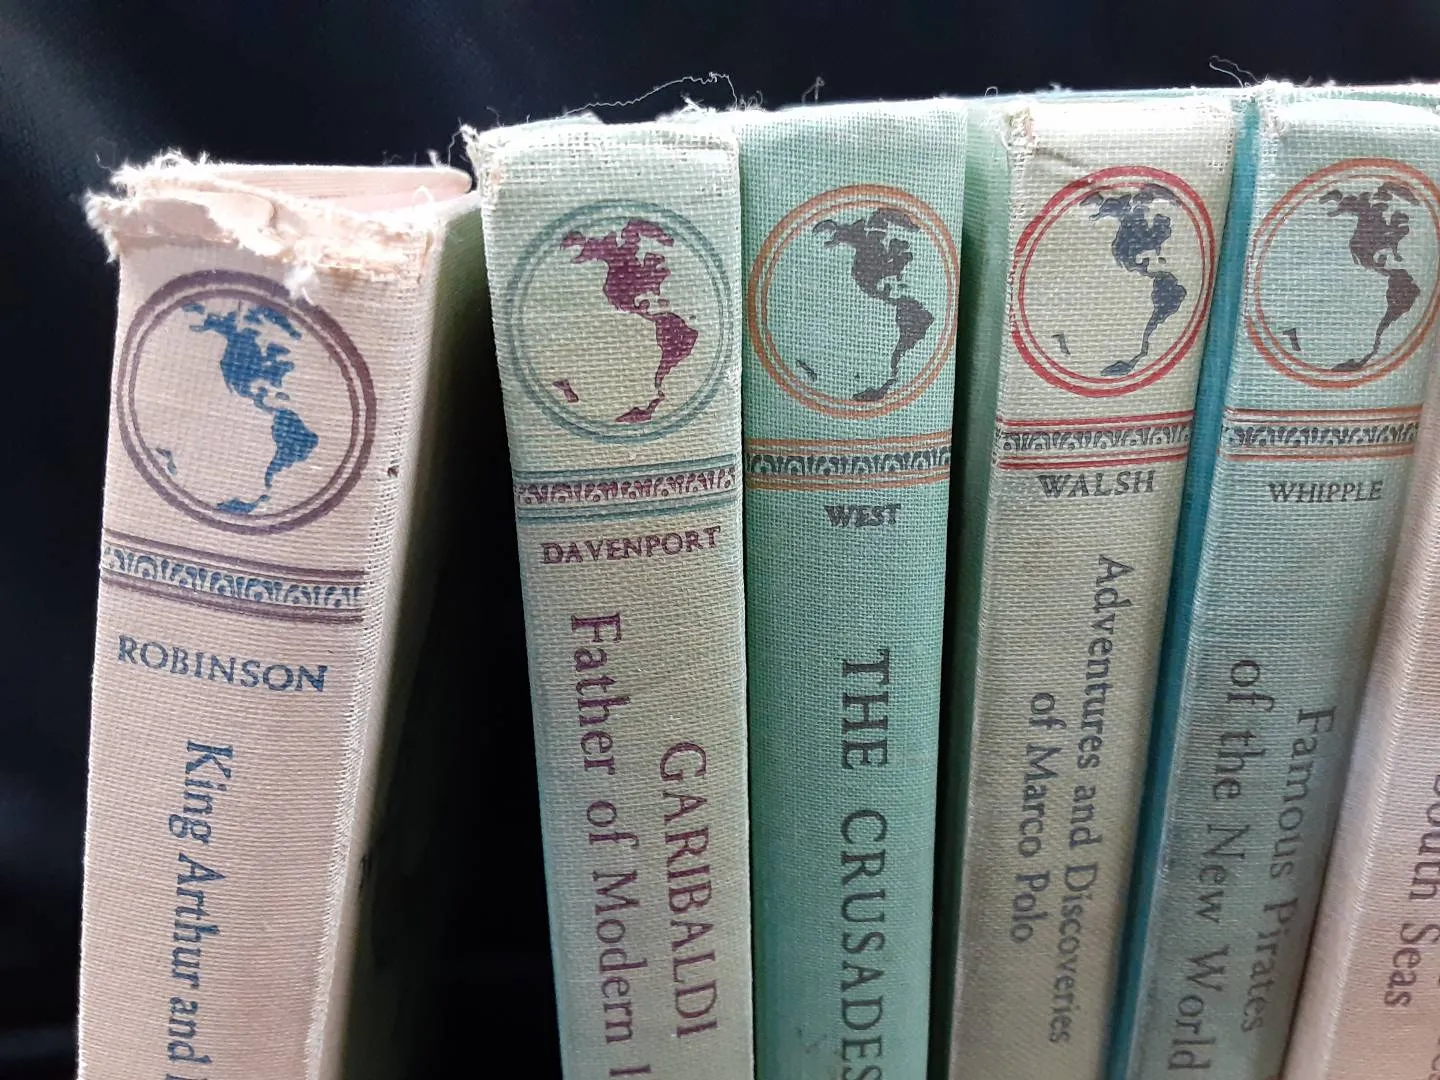 ROBINSON
King Arthur and
DAVENPORT
GARIBALDI
Father of Modern
WEST
THE CRUSADES
WALSH
Adventures and Discoveries
of Marco Polo
WHIPPLE
Famous Pirates
of the New World
South Seas